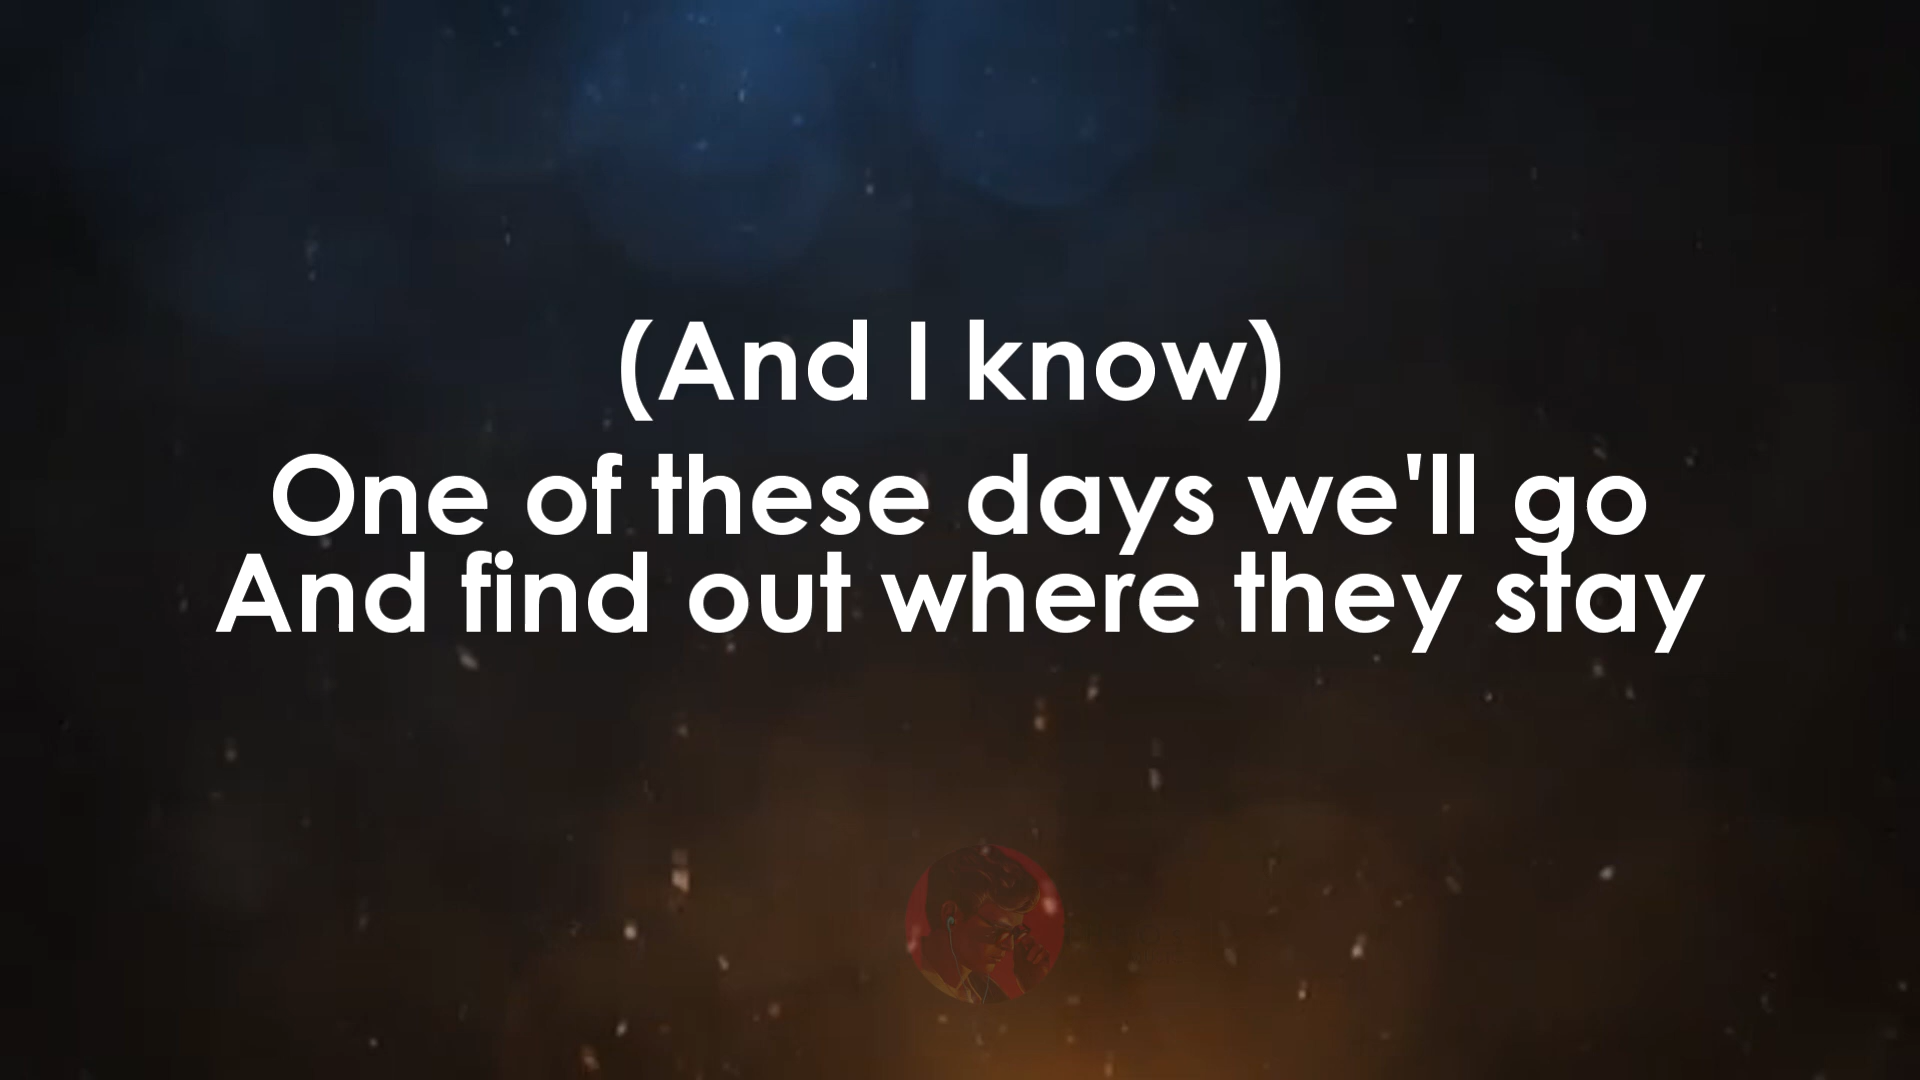 (And I know)
One of these days we'll go
And find out where they stay